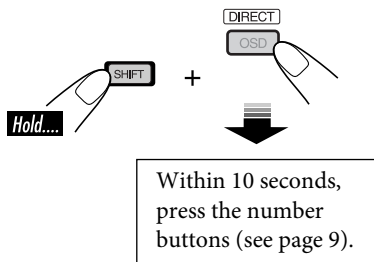 DIRECT
OSD
SHIFT
+
Hold....
Within 10 seconds,
press the number
buttons (see page 9).